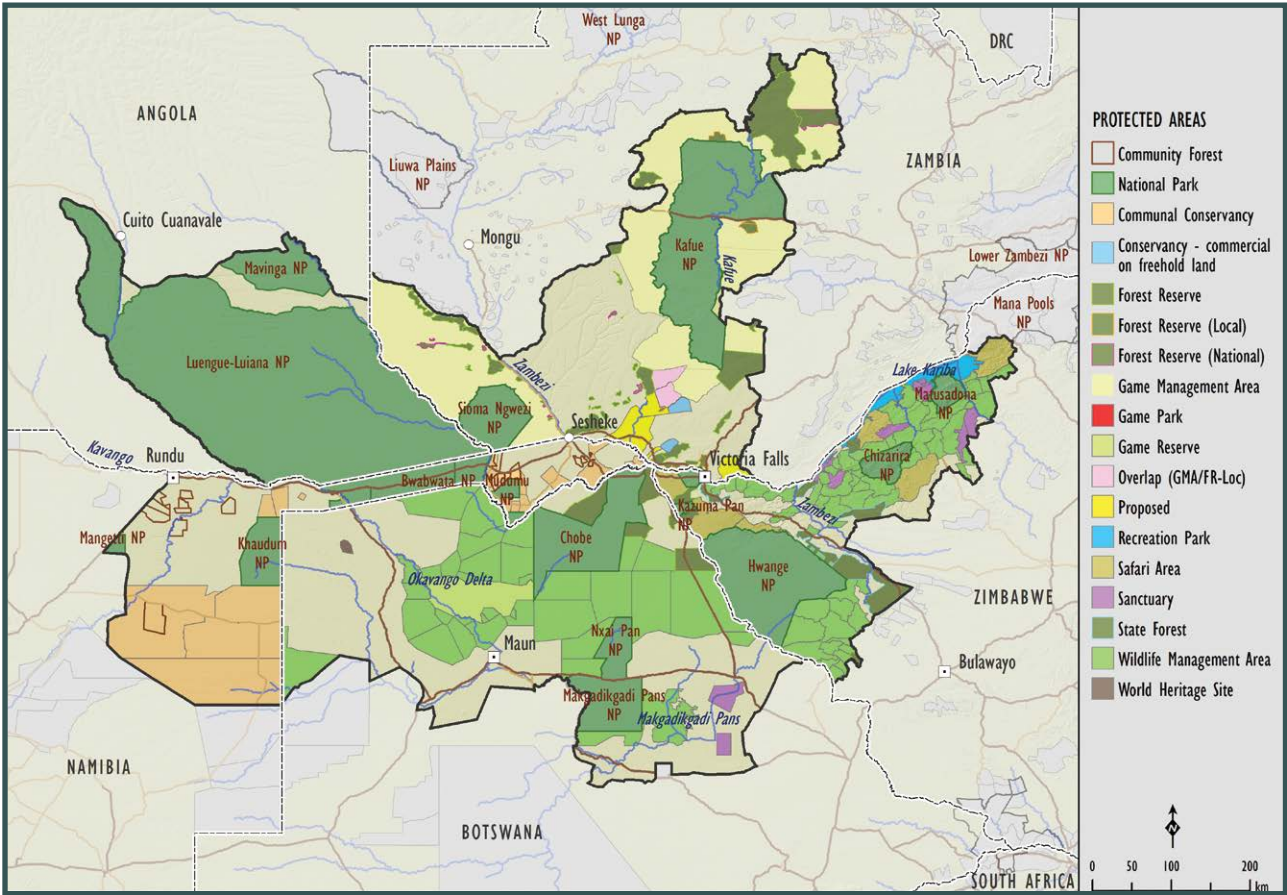 West Lunga
NP
DRC
ANGOLA
ZAMBIA
Liuwa Plains
NP
Cuito Cuanavale
Mongu
Kafue
NP
Kafue
Lower Zambezi NP
Mavinga NP
Mana Pools
NP
Luengue-Luiana NP
Zambezi
Lake Kariba
Matusadona
NP
Sioma Ngwezi
NP
Sesheke
Kavango
Rundu
Victoria Falls
Chizarira
NP
Bwabwata NP
Mudumu
NP
Kazuma Pan
NP
Zambezi
Mangetti NP
Khaudum
NP
Chobe
NP
Okavango Delta
Hwange
NP
ZIMBABWE
Nxai Pan
NP
Maun
Bulawayo
Makgadikgadi Pans
NP
Makgadikgadi Pans
NAMIBIA
BOTSWANA
SOUTH AFRICA
PROTECTED AREAS
Community Forest
National Park
Communal Conservancy
Conservancy - commercial
on freehold land
Forest Reserve
Forest Reserve (Local)
Forest Reserve (National)
Game Management Area
Game Park
Game Reserve
Overlap (GMA/FR-Loc)
Proposed
Recreation Park
Safari Area
Sanctuary
State Forest
Wildlife Management Area
World Heritage Site
N
0 50 100 200
km